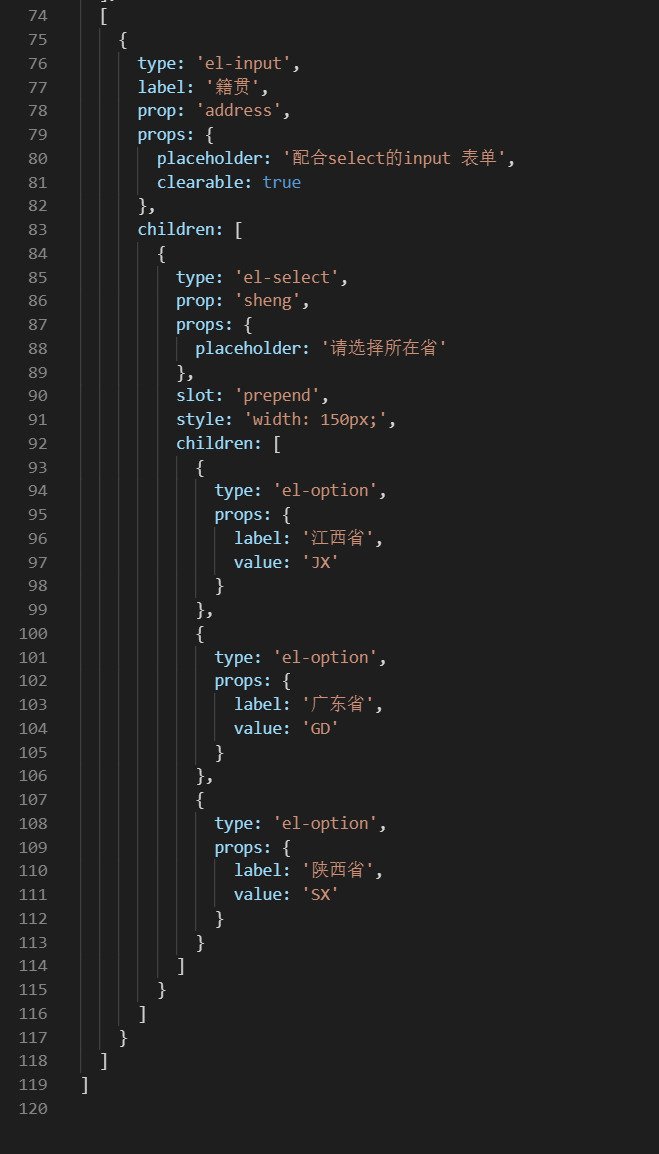 74 [
75 {
76 type: 'el-input',
77 label: '籍贯',
78 prop: 'address',
79 props: {
80 placeholder: '配合select的input 表单',
81 clearable: true
82 },
83 children: [
84 {
85 type: 'el-select',
86 prop: 'sheng',
87 props: {
88 placeholder: '请选择所在省'
89 },
90 slot: 'prepend',
91 style: 'width: 150px;',
92 children: [
93 {
94 type: 'el-option',
95 props: {
96 label: '江西省',
97 value: 'JX'
98 }
99 },
100 {
101 type: 'el-option',
102 props: {
103 label: '广东省',
104 value: 'GD'
105 }
106 },
107 {
108 type: 'el-option',
109 props: {
110 label: '陕西省',
111 value: 'SX'
112 }
113 }
114 ]
115 }
116 ]
117 }
118 ]
119 ]
120